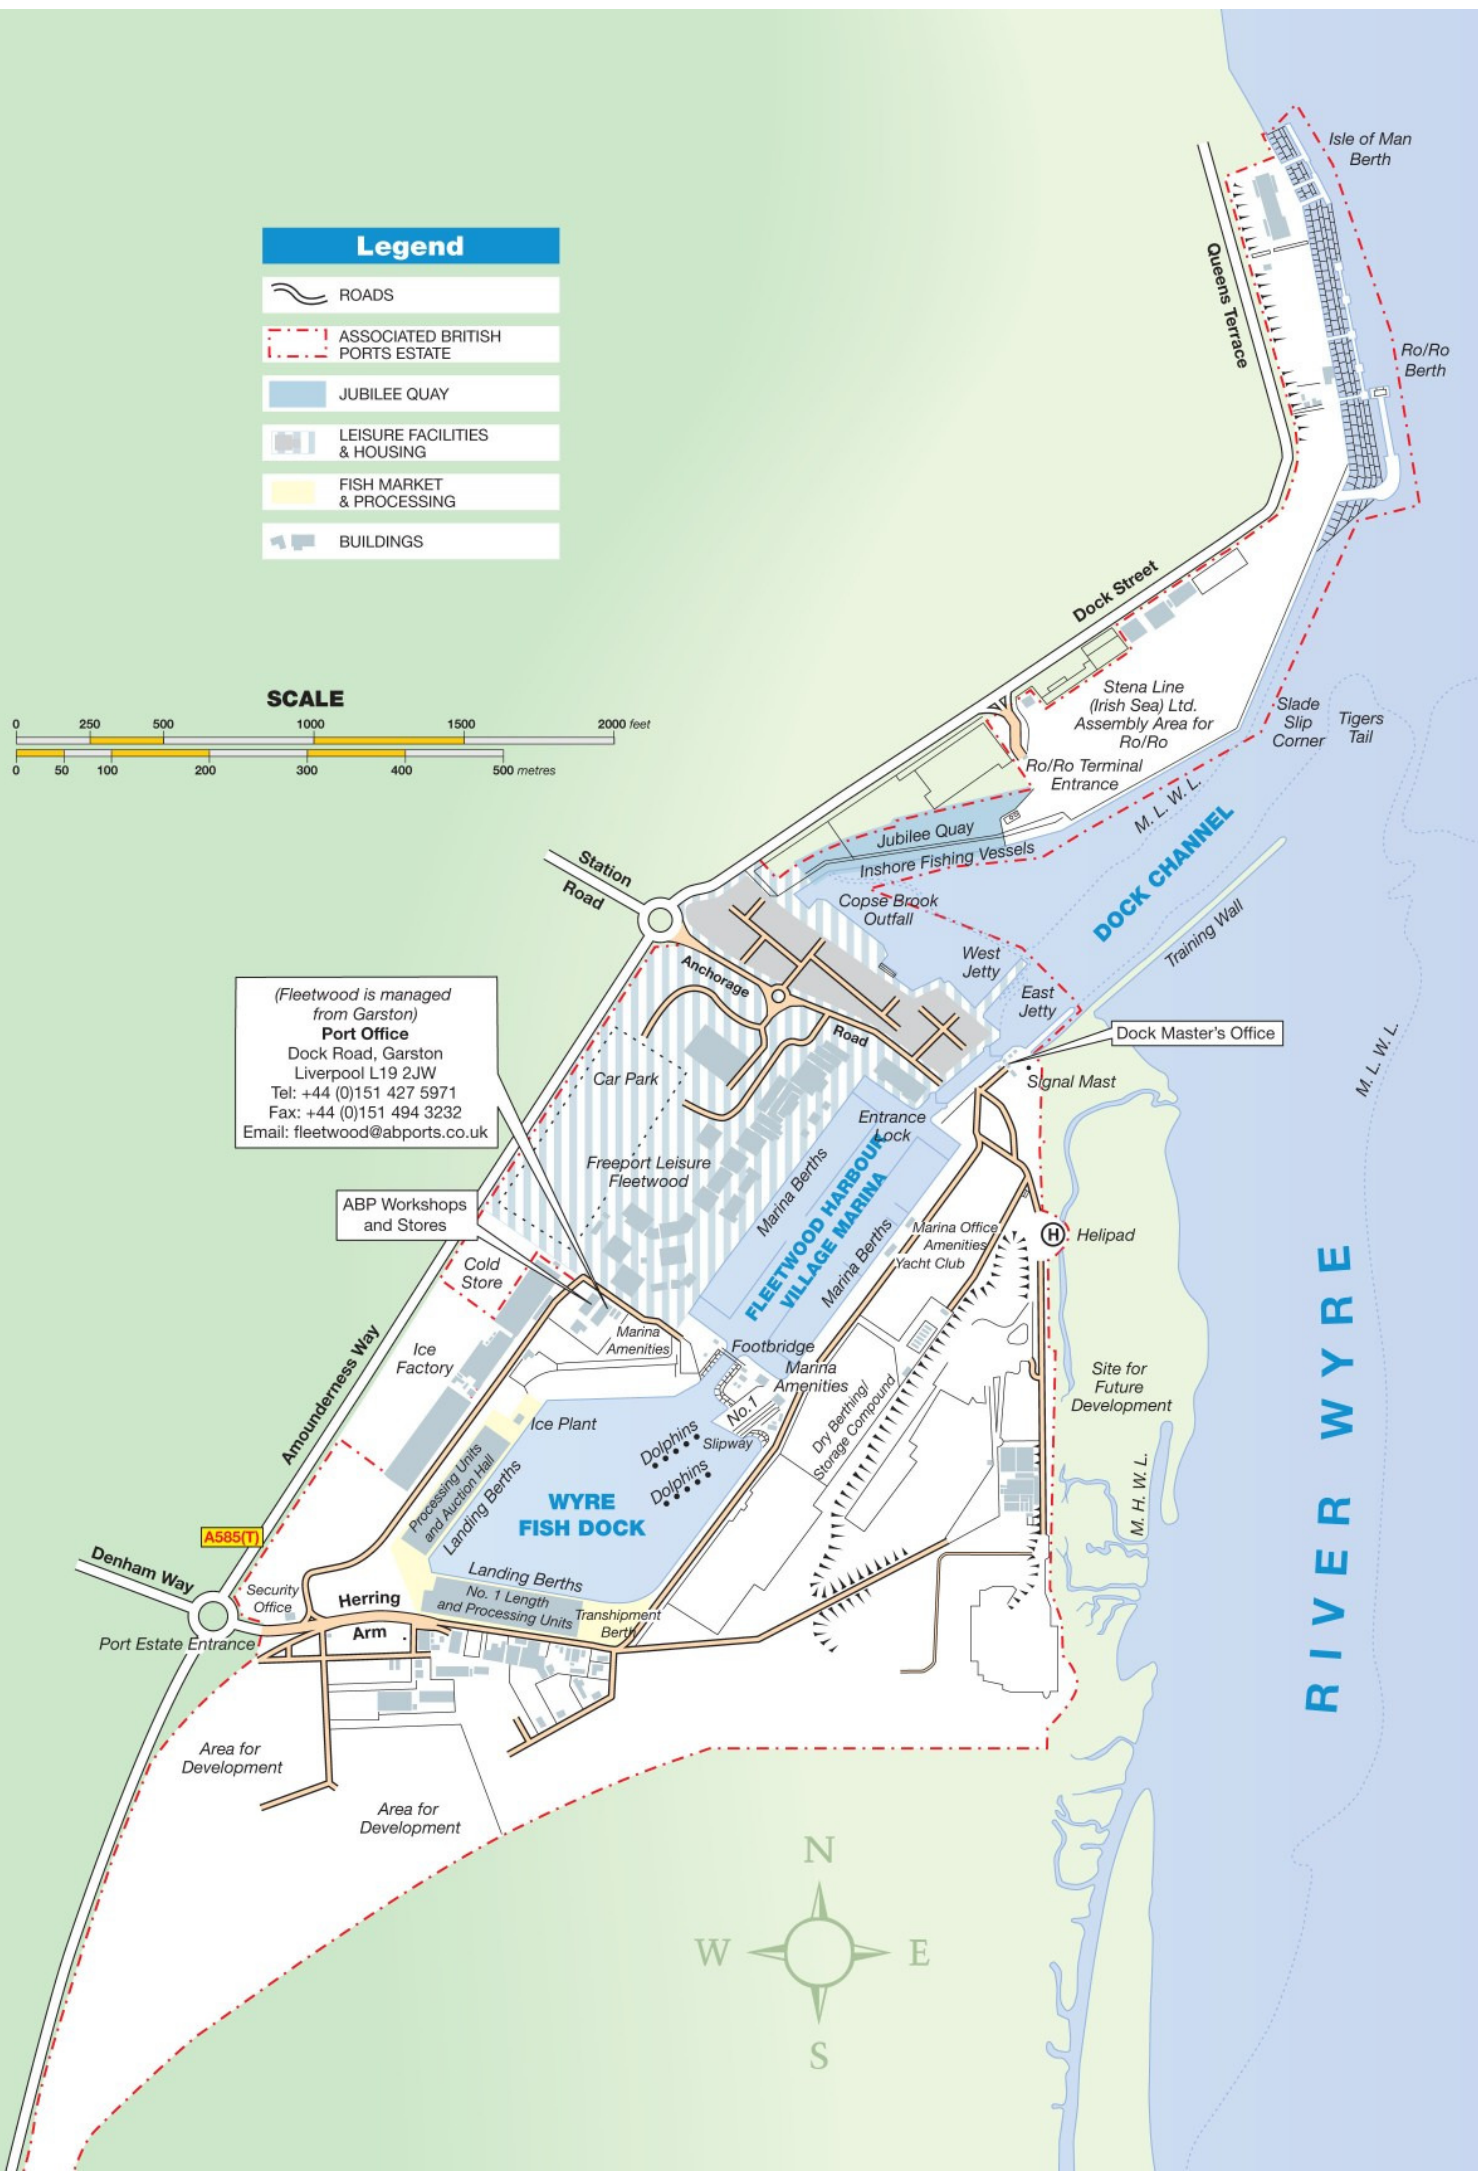 Isle of Man
Berth
Legend
ROADS
ASSOCIATED BRITISH
PORTS ESTATE
JUBILEE QUAY
LEISURE FACILITIES
& HOUSING
FISH MARKET
& PROCESSING
BUILDINGS
Queens Terrace
Ro/Ro
Berth
Dock Street
SCALE
0 250 500 1000 1500 2000 feet
0 50 100 200 300 400 500 metres
Stena Line
(Irish Sea) Ltd.
Assembly Area for
Ro/Ro
Slade
Slip
Corner
Tigers
Tail
Ro/Ro Terminal
Entrance
M. L. W. L.
Jubilee Quay
Inshore Fishing Vessels
DOCK CHANNEL
Station
Road
Copse Brook
Outfall
Training Wall
West
Jetty
East
Jetty
Anchorage
Road
(Fleetwood is managed
from Garston)
Port Office
Dock Road, Garston
Liverpool L19 2JW
Tel: +44 (0)151 427 5971
Fax: +44 (0)151 494 3232
Email: fleetwood@abports.co.uk
Dock Master's Office
M. L. W. L.
Car Park
Signal Mast
Entrance
Lock
Freeport Leisure
Fleetwood
Marina Berths
FLEETWOOD HARBOUR
VILLAGE MARINA
Marina Berths
ABP Workshops
and Stores
Marina Office
Amenities
Yacht Club
H
Helipad
Cold
Store
RIVER WYRE
Amounderness Way
Ice
Factory
Marina
Amenities
Footbridge
Marina
Amenities
Site for
Future
Development
Dry Berthing/
Storage Compound
No.1
Slipway
Ice Plant
Dolphins
Dolphins
Processing Units
and Auction Hall
Landing Berths
WYRE
FISH DOCK
M. H. W. L.
A585(T)
Denham Way
Landing Berths
Security
Office
Herring
Arm
No. 1 Length
and Processing Units
Transhipment
Berth
Port Estate Entrance
Area for
Development
Area for
Development
N
W
E
S